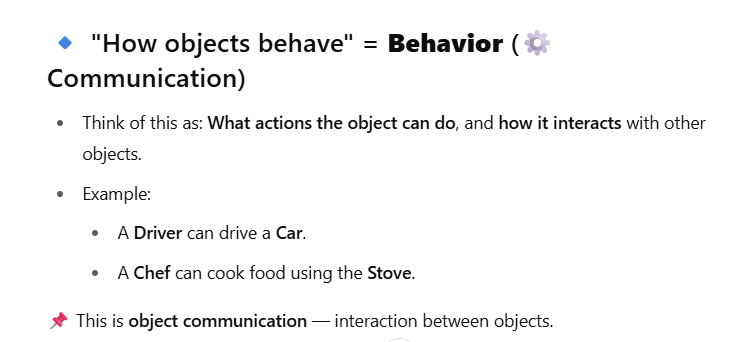 🔹 "How objects behave" = Behavior (⚙️
Communication)
• Think of this as: What actions the object can do, and how it interacts with other
objects.
• Example:
• A Driver can drive a Car.
• A Chef can cook food using the Stove.
📌 This is object communication — interaction between objects.